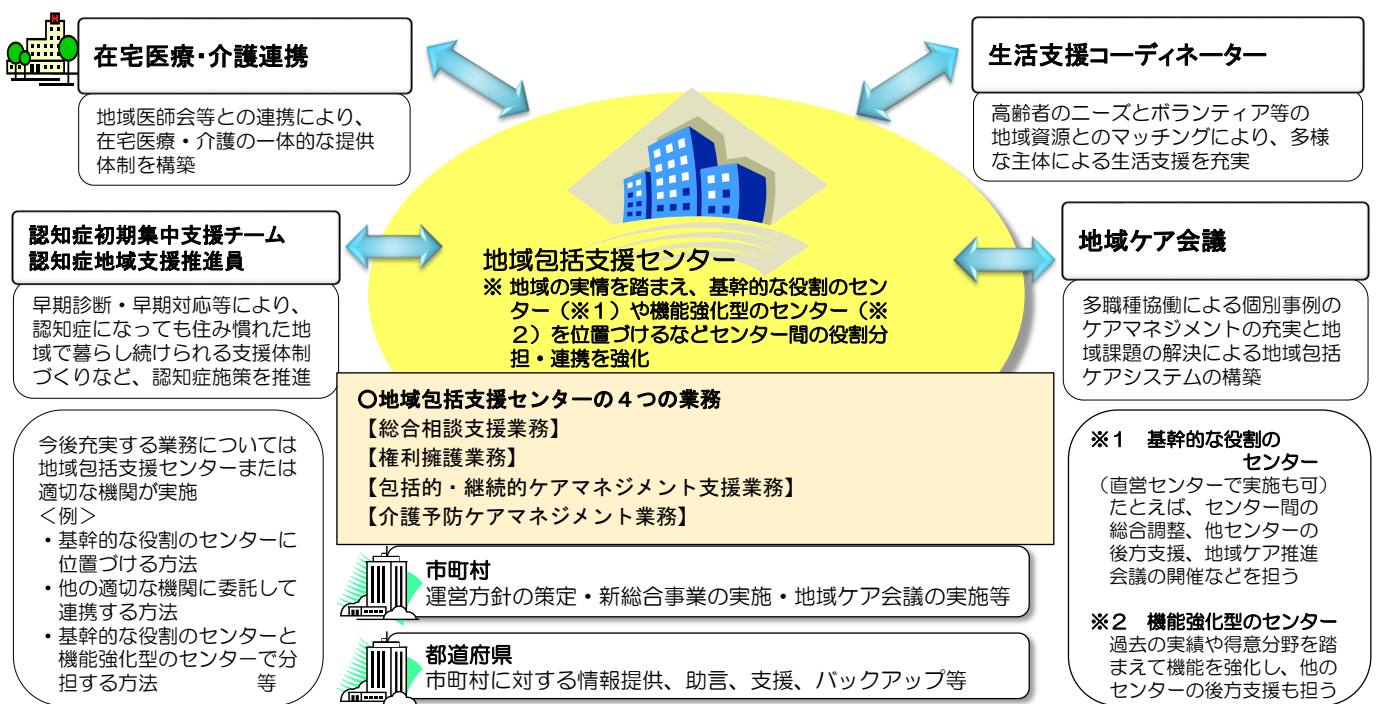 在宅医療・介護連携
地域医師会等との連携により、
在宅医療・介護の一体的な提供
体制を構築
生活支援コーディネーター
高齢者のニーズとボランティア等の
地域資源とのマッチングにより、多様
な主体による生活支援を充実
認知症初期集中支援チーム
認知症地域支援推進員
早期診断・早期対応等により、
認知症になっても住み慣れた地
域で暮らし続けられる支援体制
づくりなど、認知症施策を推進
地域包括支援センター
※ 地域の実情を踏まえ、基幹的な役割のセン
ター（※１）や機能強化型のセンター（※
２）を位置づけるなどセンター間の役割分
担・連携を強化
地域ケア会議
多職種協働による個別事例の
ケアマネジメントの充実と地
域課題の解決による地域包括
ケアシステムの構築
今後充実する業務については
地域包括支援センターまたは
適切な機関が実施
＜例＞
・基幹的な役割のセンターに
位置づける方法
・他の適切な機関に委託して
連携する方法
・基幹的な役割のセンターと
機能強化型のセンターで分
担する方法　　　　等
〇地域包括支援センターの４つの業務
【総合相談支援業務】
【権利擁護業務】
【包括的・継続的ケアマネジメント支援業務】
【介護予防ケアマネジメント業務】
市町村
運営方針の策定・新総合事業の実施・地域ケア会議の実施等
都道府県
市町村に対する情報提供、助言、支援、バックアップ等
※１　基幹的な役割の
センター
（直営センターで実施も可）
たとえば、センター間の
総合調整、他センターの
後方支援、地域ケア推進
会議の開催などを担う
※２　機能強化型のセンター
過去の実績や得意分野を踏
まえて機能を強化し、他の
センターの後方支援も担う